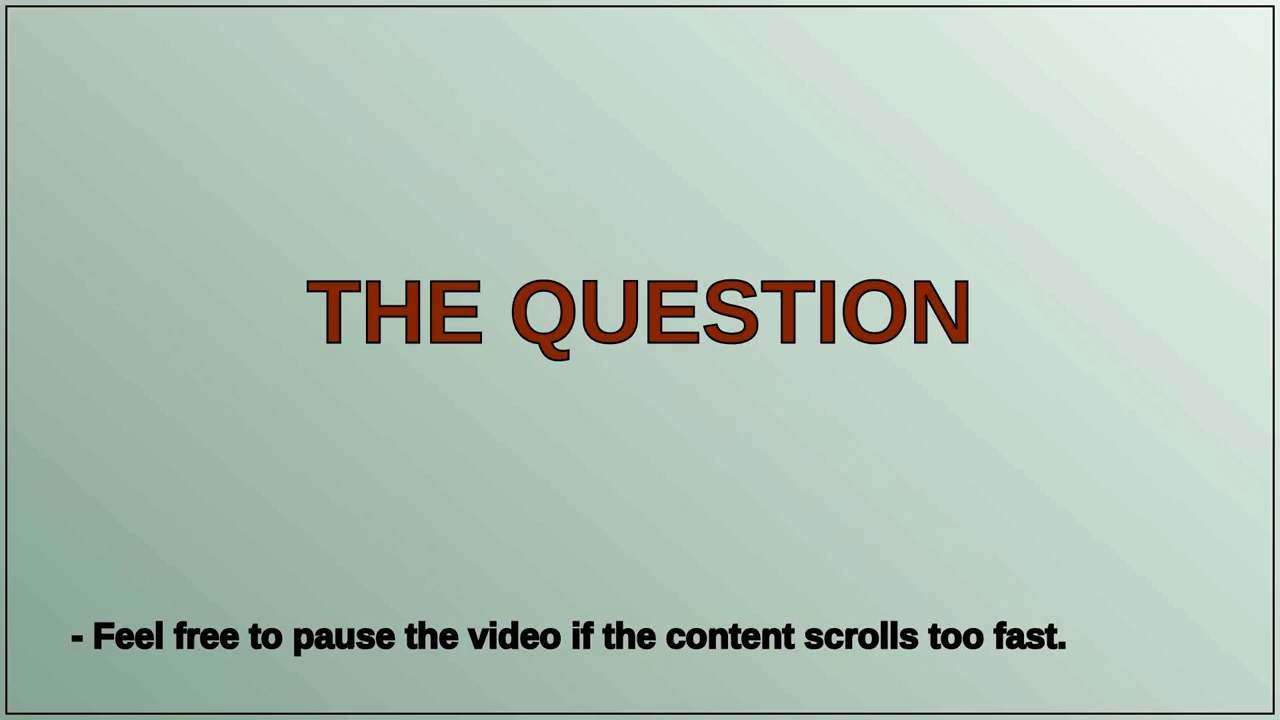 THE QUESTION
- Feel free to pause the video if the content scrolls too fast.